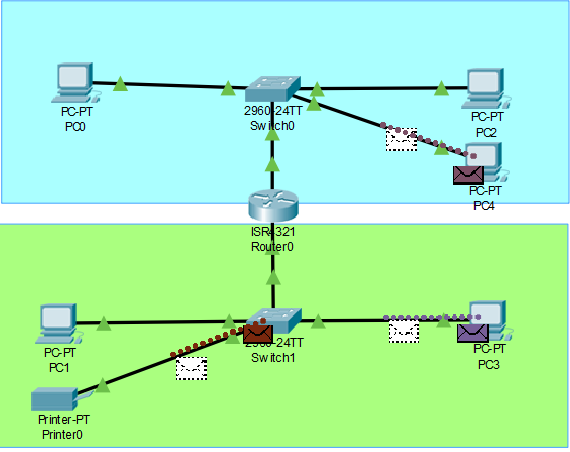 PC-PT
PC0
2960-24TT
Switch0
PC-PT
PC2
PC-PT
PC4
ISR4321
Router0
PC-PT
PC1
2960-24TT
Switch1
PC-PT
PC3
Printer-PT
Printer0